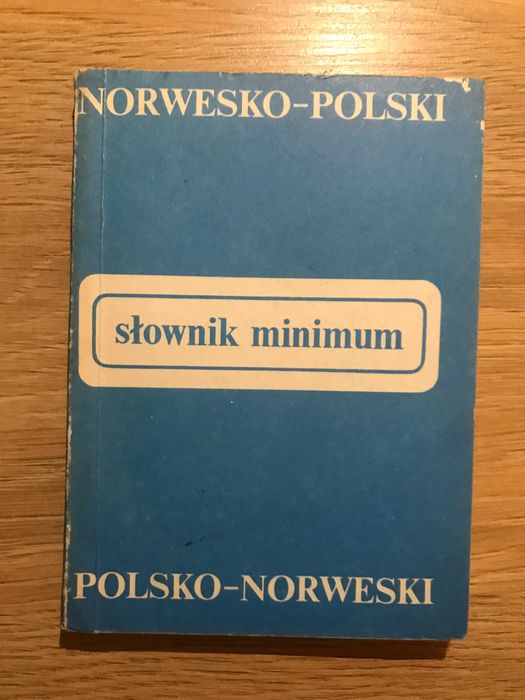 NORWESKO-POLSKI
słownik minimum
POLSKO-NORWESKI